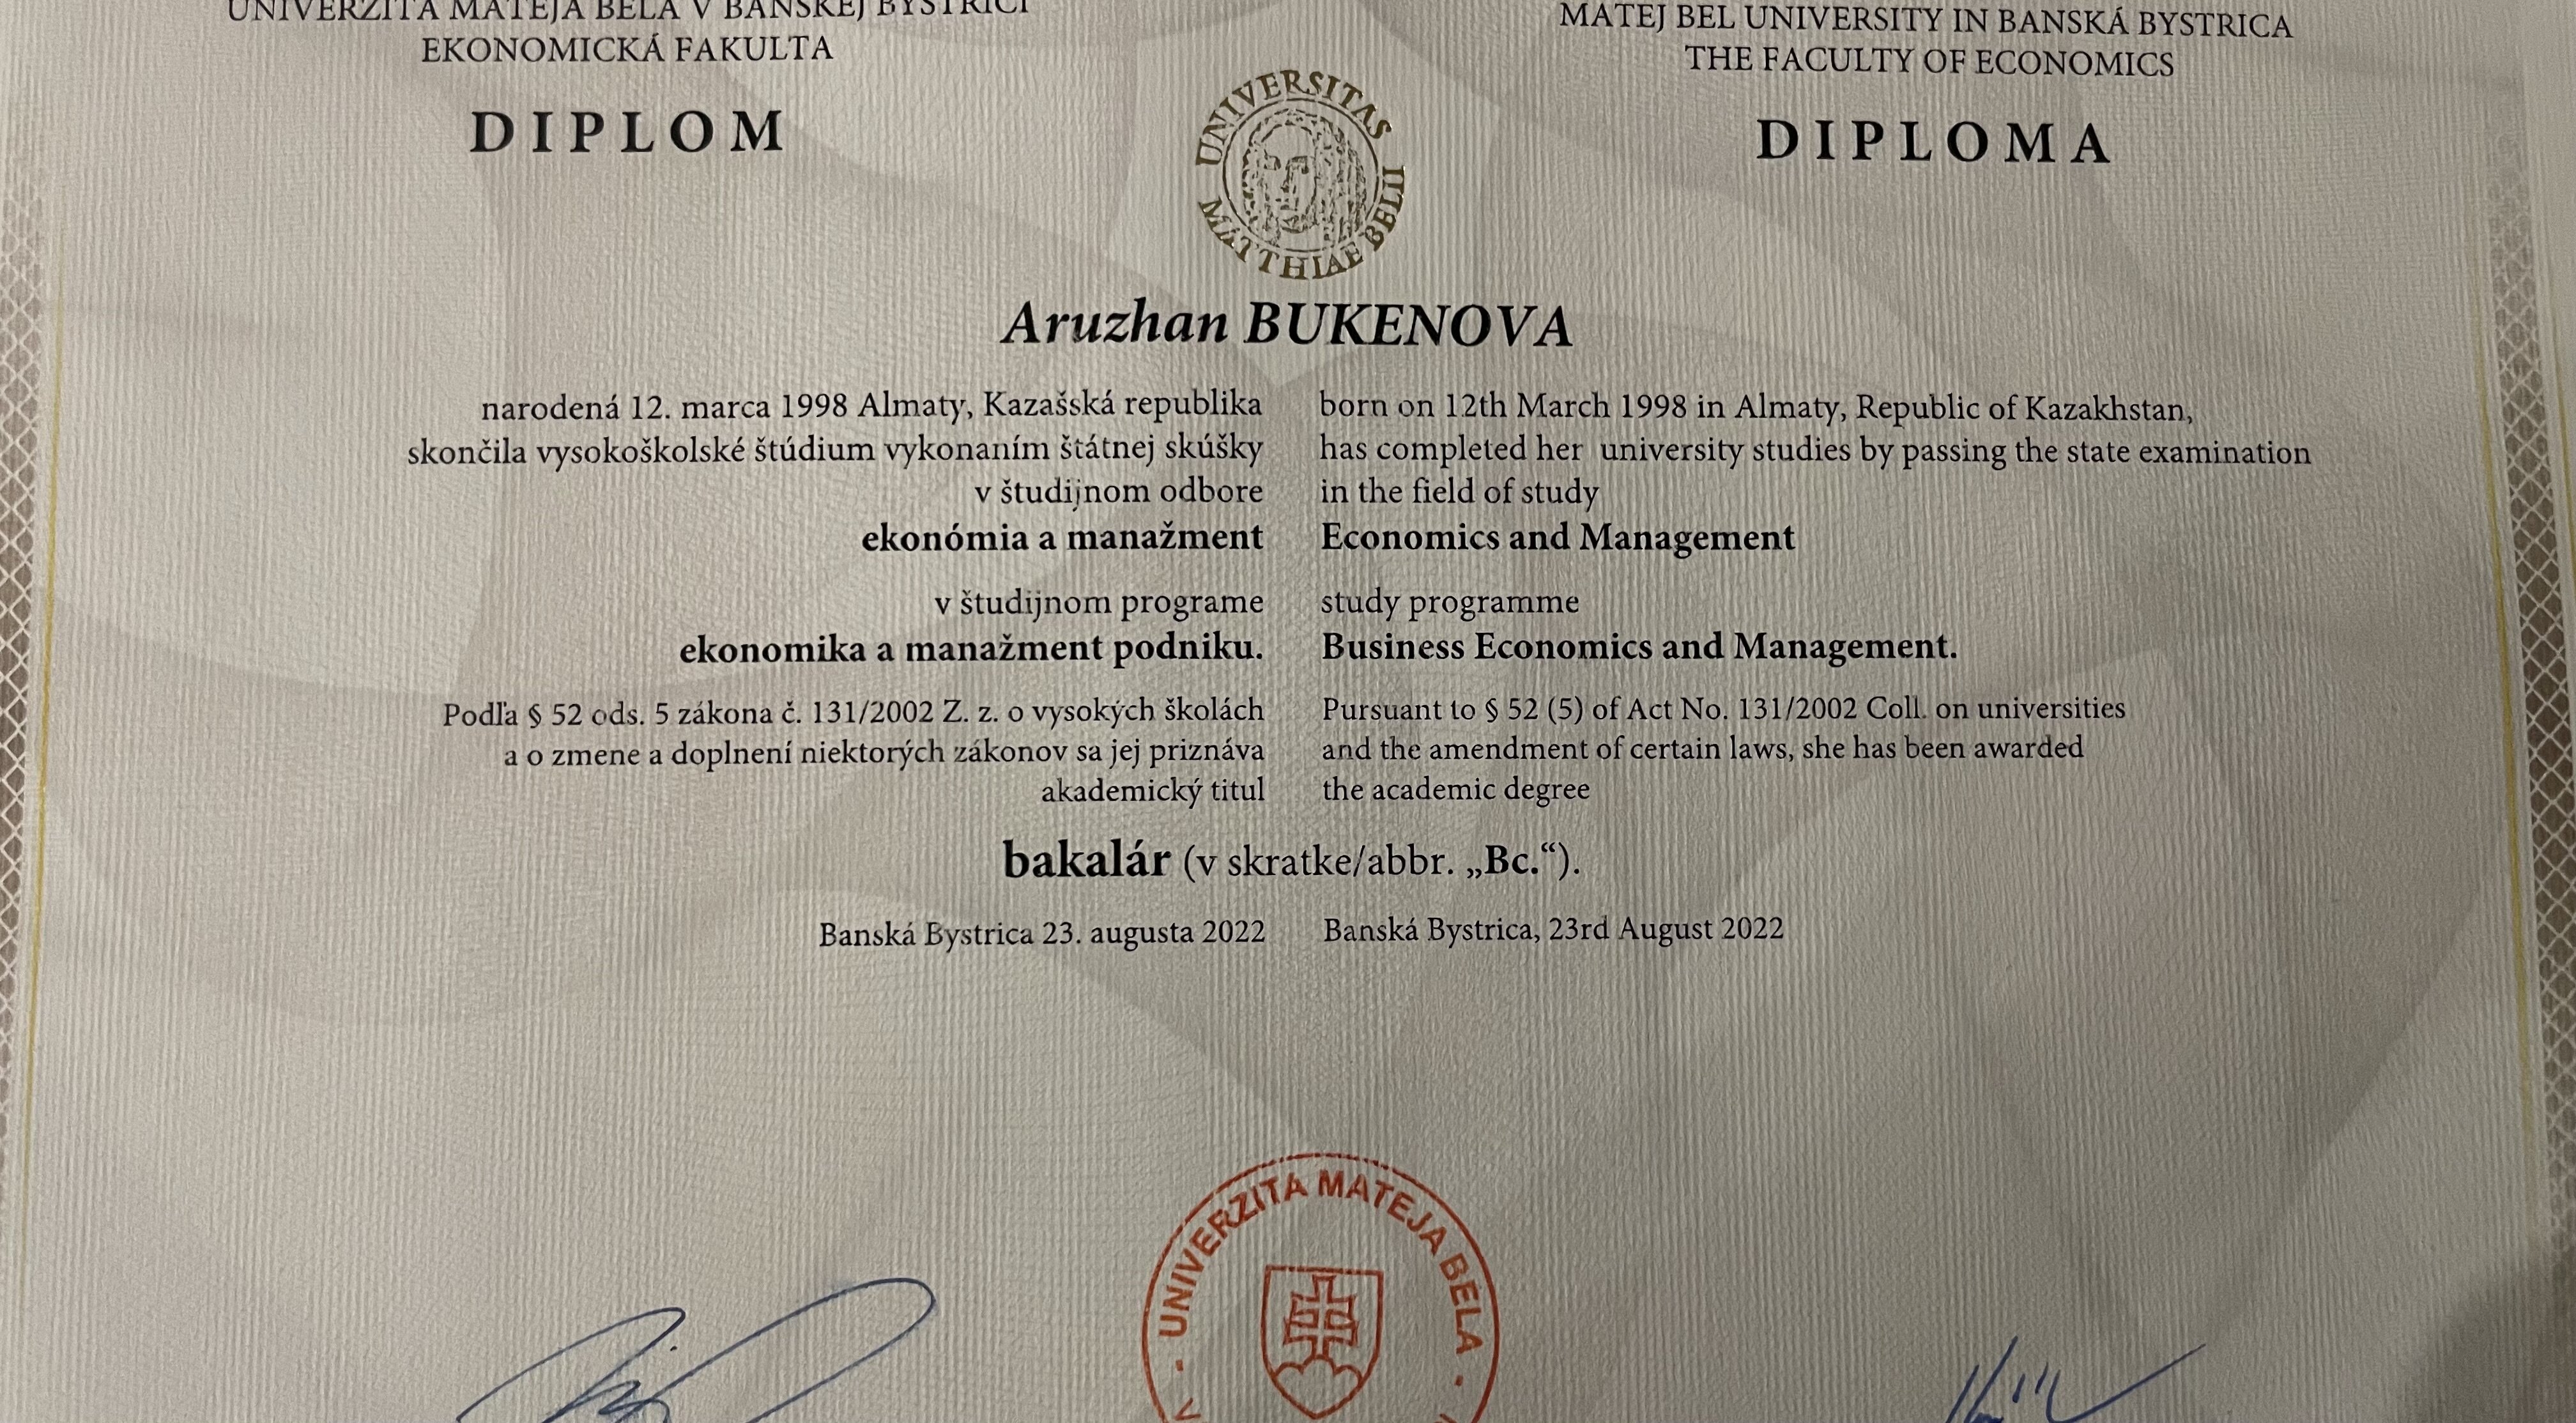 UNIVERZITA MATEJA BELA V BANSKEJ BYSTRICI
EKONOMICKÁ FAKULTA
DIPLOM
MATEJ BEL UNIVERSITY IN BANSKÁ BYSTRICA
THE FACULTY OF ECONOMICS
DIPLOMA
UNIVERSITAS MATTHIAE BELII
Aruzhan BUKENOVA
narodená 12. marca 1998 Almaty, Kazašská republika
skončila vysokoškolské štúdium vykonaním štátnej skúšky
v študijnom odbore
ekonómia a manažment
v študijnom programe
ekonomika a manažment podniku.
Podľa § 52 ods. 5 zákona č. 131/2002 Z. z. o vysokých školách
a o zmene a doplnení niektorých zákonov sa jej priznáva
akademický titul
born on 12th March 1998 in Almaty, Republic of Kazakhstan,
has completed her university studies by passing the state examination
in the field of study
Economics and Management
study programme
Business Economics and Management.
Pursuant to § 52 (5) of Act No. 131/2002 Coll. on universities
and the amendment of certain laws, she has been awarded
the academic degree
bakalár (v skratke/abbr. „Bc.“).
Banská Bystrica 23. augusta 2022
Banská Bystrica, 23rd August 2022
UNIVERZITA MATEJA BELA